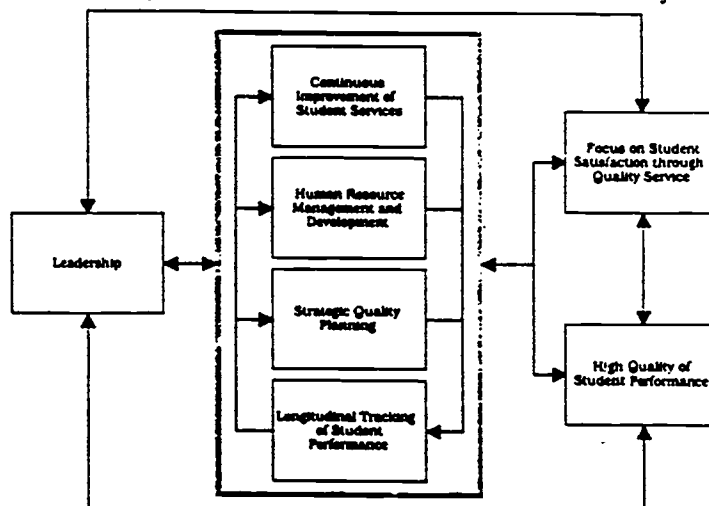 Continuous
Improvement of
Student Services
Focus on Student
Satisfaction through
Quality Service
Human Resource
Management and
Development
Leadership
Strategic Quality
Planning
High Quality of
Student Performance
Longitudinal Tracking
of Student
Performance